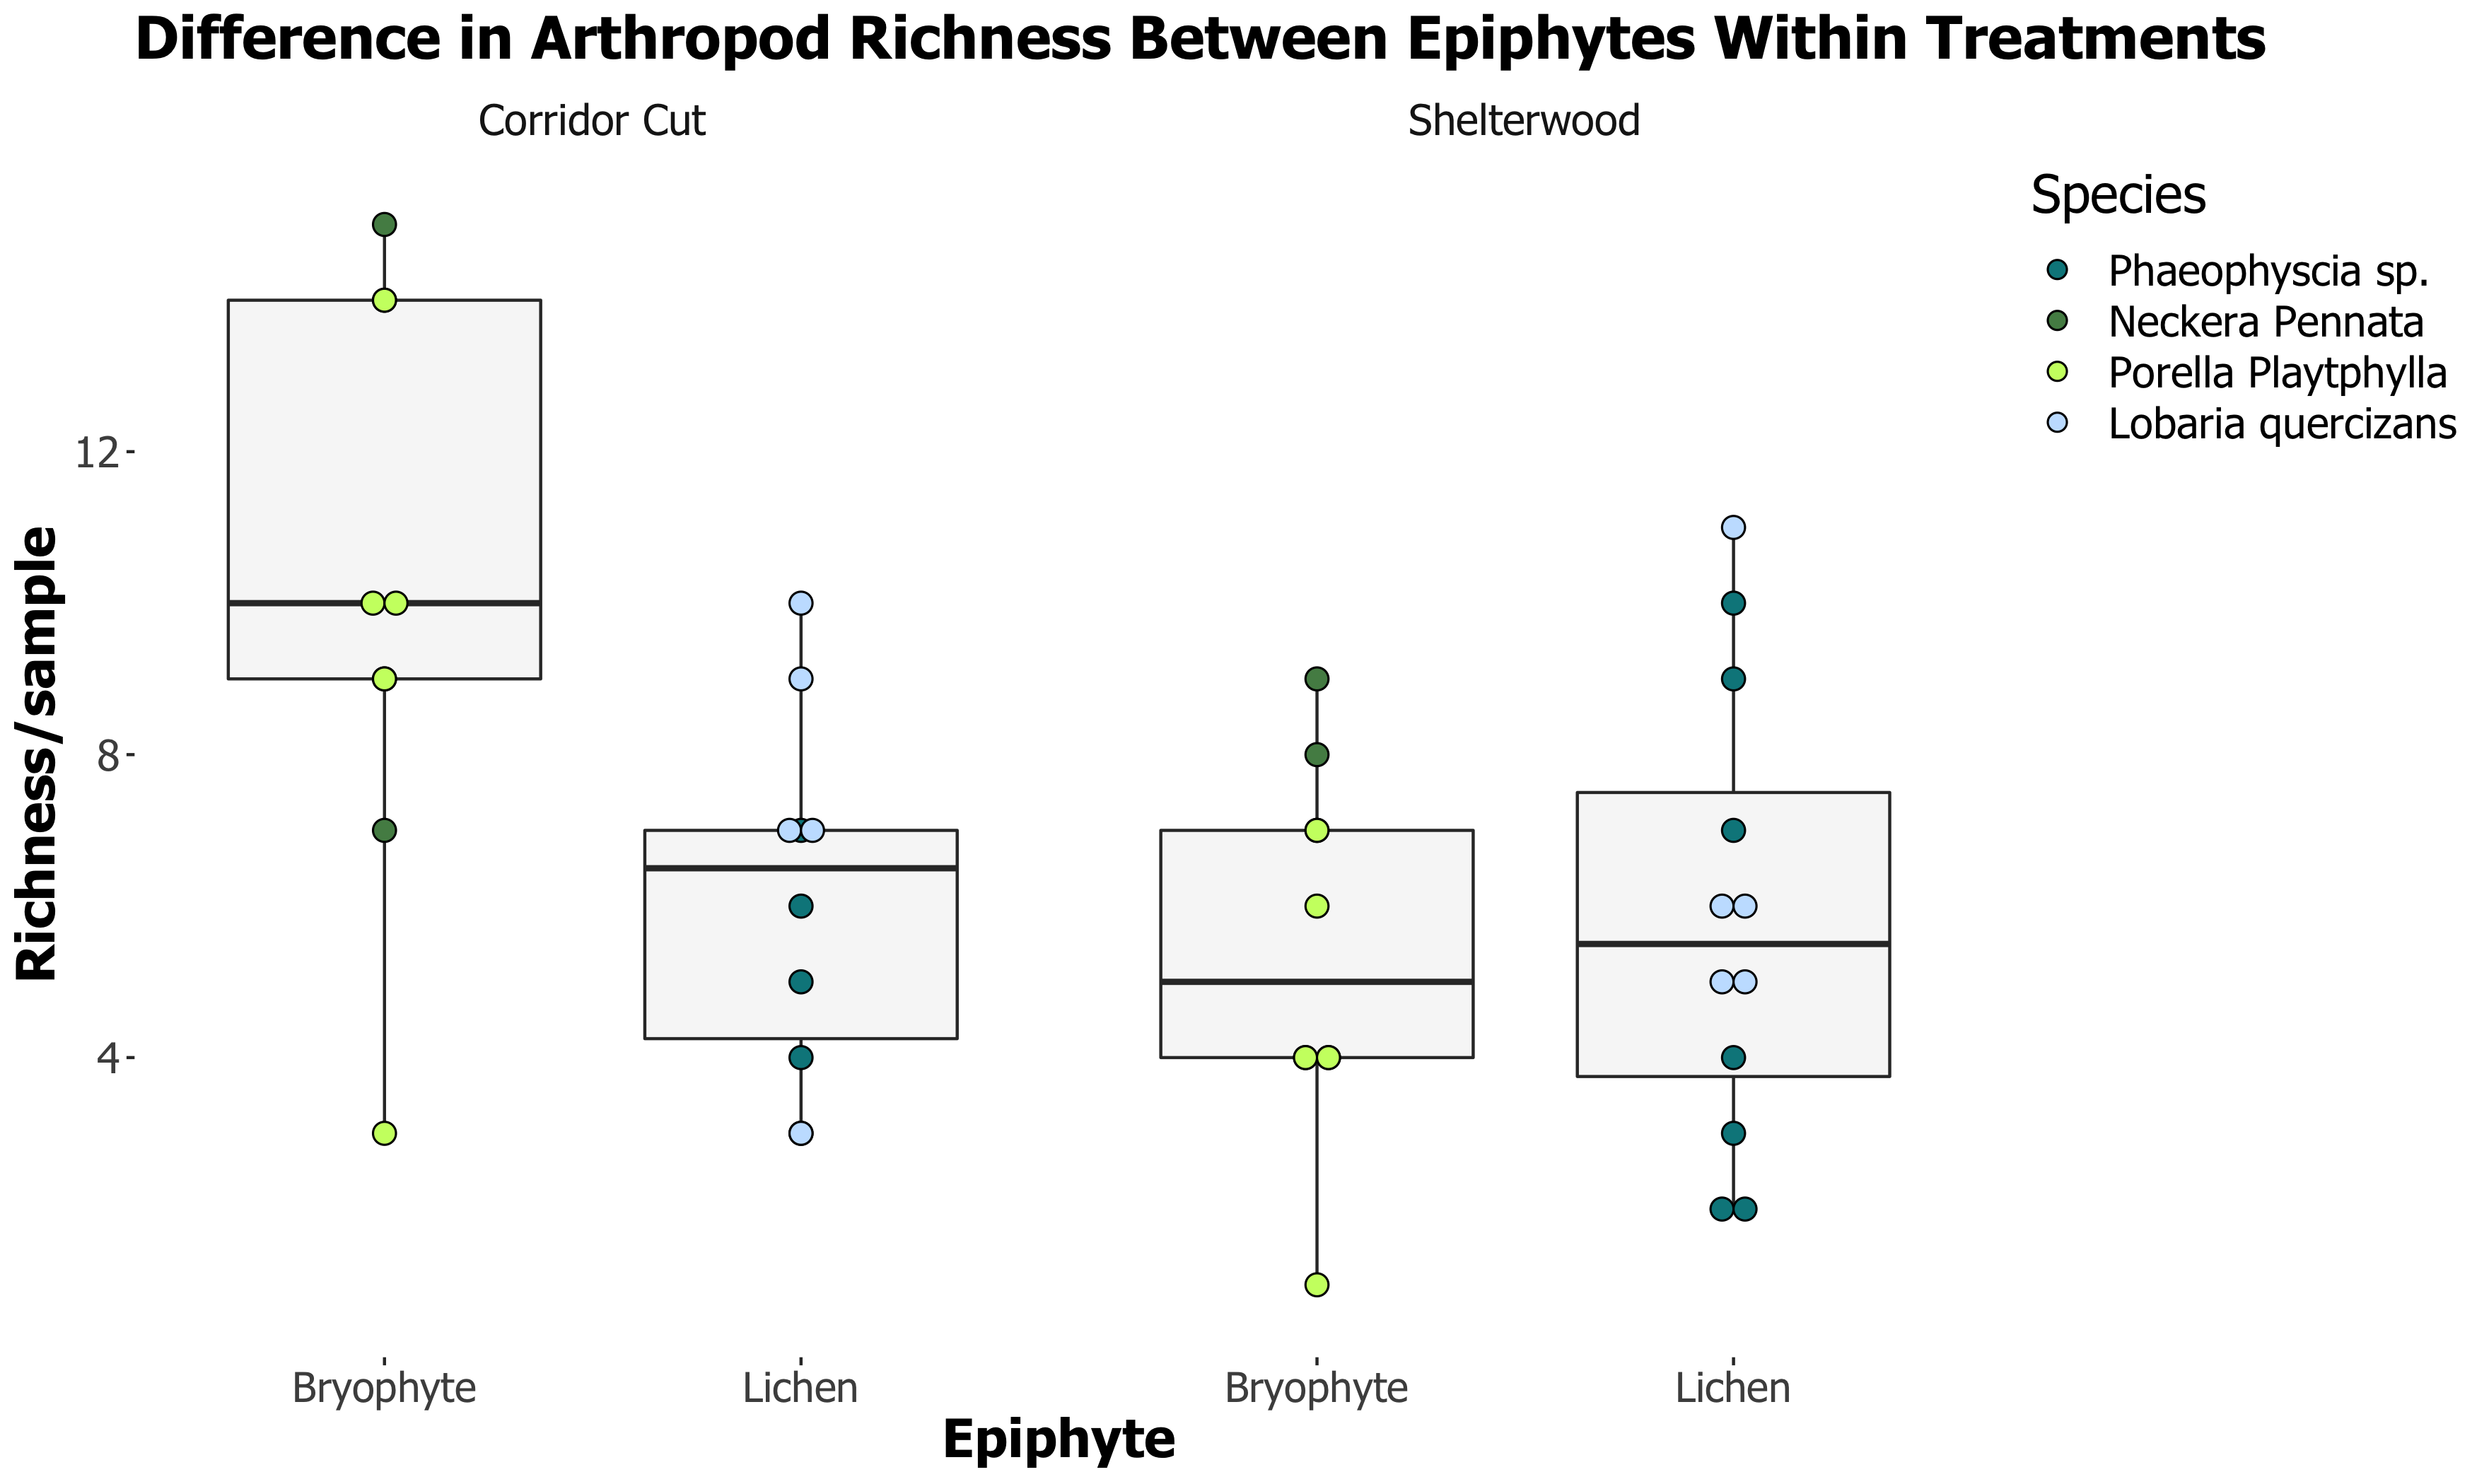 Difference in Arthropod Richness Between Epiphytes Within Treatments
Corridor Cut
Shelterwood
Species
Phaeophyscia sp.
Neckera Pennata
Porella Playtphylla
Lobaria quercizans
12
8
4
Richness/sample
Bryophyte
Lichen
Bryophyte
Lichen
Epiphyte